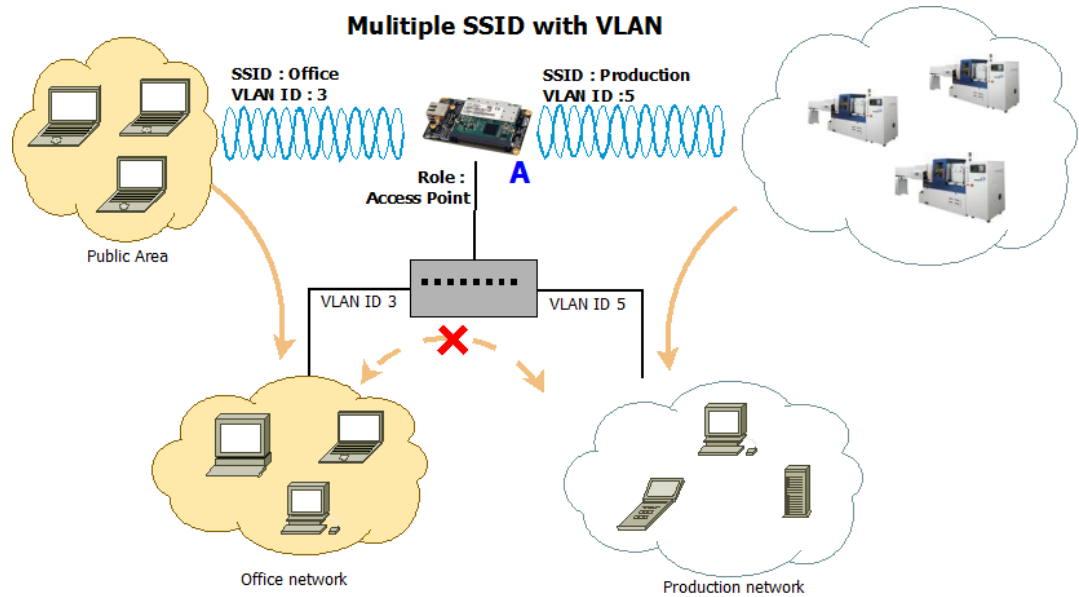 Mulitiple SSID with VLAN
SSID : Office
VLAN ID : 3
SSID : Production
VLAN ID :5
A
Role :
Access Point
Public Area
VLAN ID 3
VLAN ID 5
Office network
Production network